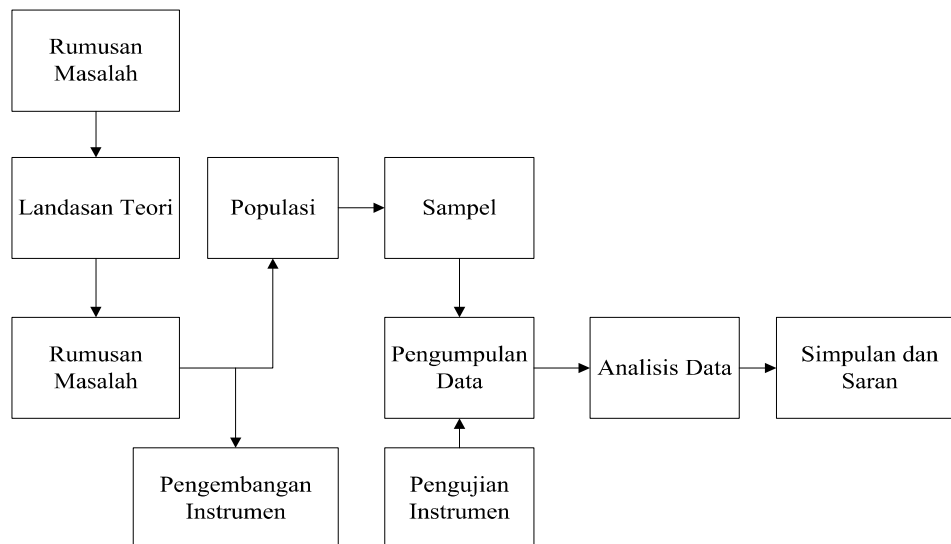 Rumusan
Masalah
Landasan Teori
Populasi
Sampel
Rumusan
Masalah
Pengumpulan
Data
Analisis Data
Simpulan dan
Saran
Pengembangan
Instrumen
Pengujian
Instrumen